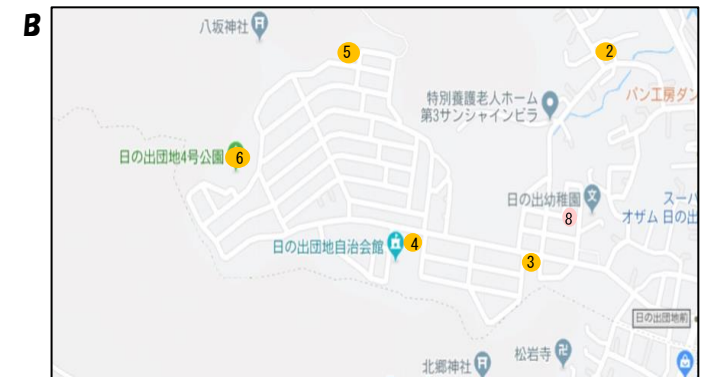 B
八坂神社
5
2
特別養護老人ホーム
第3サンシャインビラ
パン工房ダン
日の出団地4号公園
6
日の出幼稚園
8
スーパ
オザム 日の出
日の出団地自治会館
4
3
日の出団地前
松岩寺
北郷神社